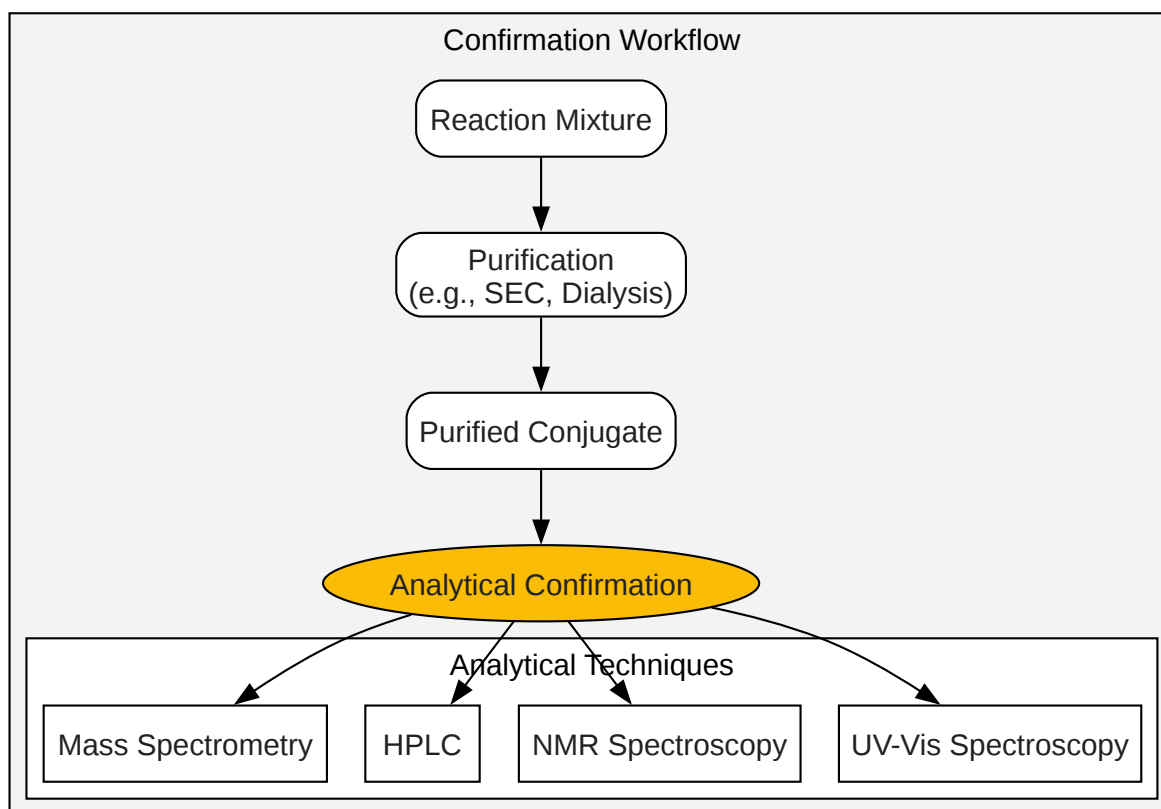 Confirmation Workflow
Reaction Mixture
Purification
(e.g., SEC, Dialysis)
Purified Conjugate
Analytical Confirmation
Analytical Techniques
Mass Spectrometry
HPLC
NMR Spectroscopy
UV-Vis Spectroscopy